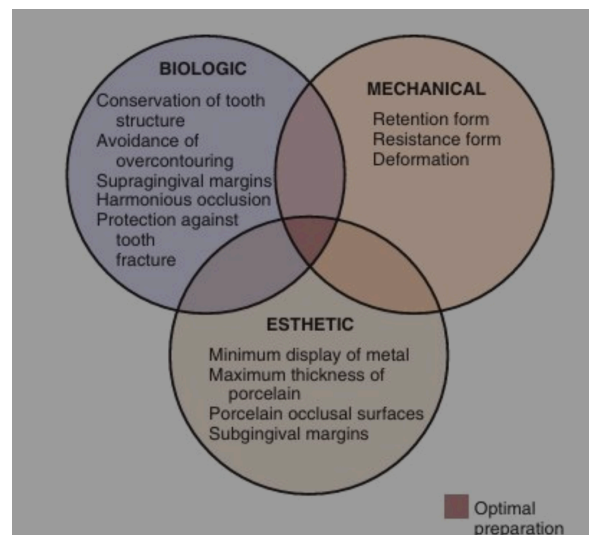 BIOLOGIC
Conservation of tooth
structure
Avoidance of
overcontouring
Supragingival margins
Harmonious occlusion
Protection against
tooth
fracture
MECHANICAL
Retention form
Resistance form
Deformation
ESTHETIC
Minimum display of metal
Maximum thickness of
porcelain
Porcelain occlusal surfaces
Subgingival margins
Optimal
preparation